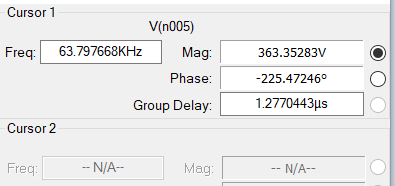 Cursor 1
V(n005)
Freq: 63.797668KHz Mag: 363.35283V
Phase: -225.47246º
Group Delay: 1.2770443µs
Cursor 2
Freq: -- N/A-- Mag: -- N/A--